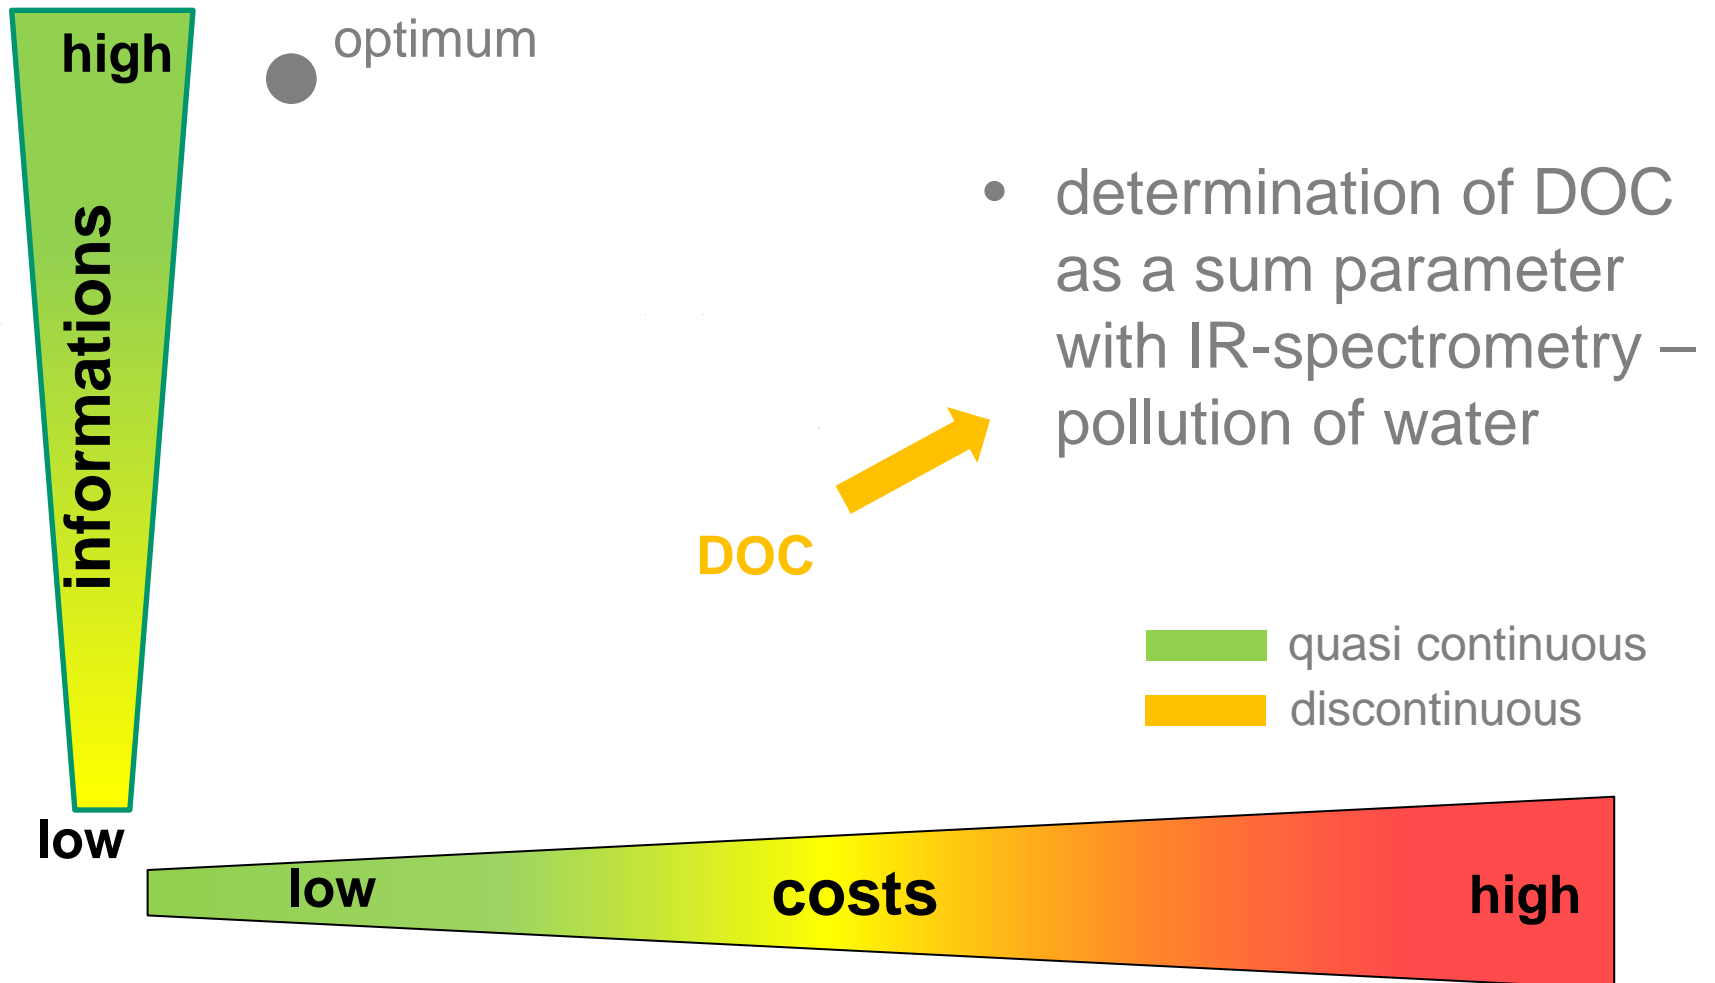 high
optimum
informations
• determination of DOC
as a sum parameter
with IR-spectrometry –
pollution of water
DOC
quasi continuous
discontinuous
low
low
costs
high